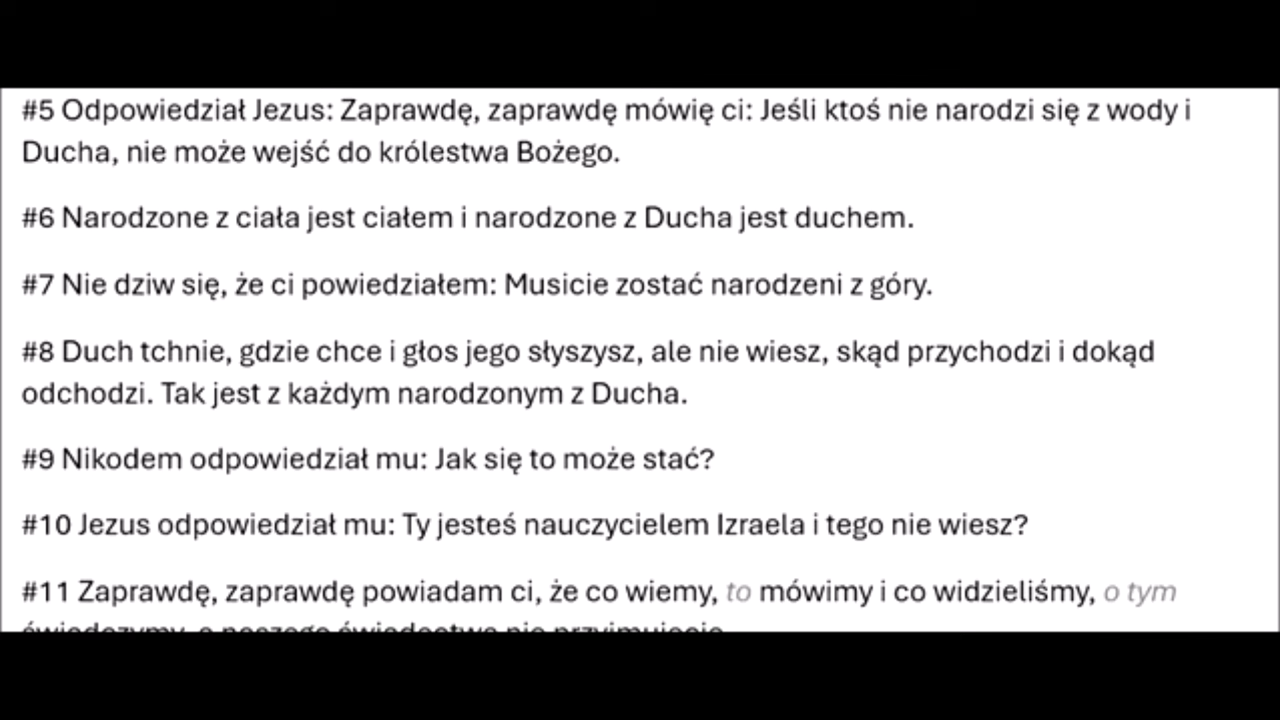 #5 Odpowiedział Jezus: Zaprawdę, zaprawdę mówię ci: Jeśli ktoś nie narodzi się z wody i
Ducha, nie może wejść do królestwa Bożego.
#6 Narodzone z ciała jest ciałem i narodzone z Ducha jest duchem.
#7 Nie dziw się, że ci powiedziałem: Musicie zostać narodzeni z góry.
#8 Duch tchnie, gdzie chce i głos jego słyszysz, ale nie wiesz, skąd przychodzi i dokąd
odchodzi. Tak jest z każdym narodzonym z Ducha.
#9 Nikodem odpowiedział mu: Jak się to może stać?
#10 Jezus odpowiedział mu: Ty jesteś nauczycielem Izraela i tego nie wiesz?
#11 Zaprawdę, zaprawdę powiadam ci, że co wiemy, to mówimy i co widzieliśmy, o tym